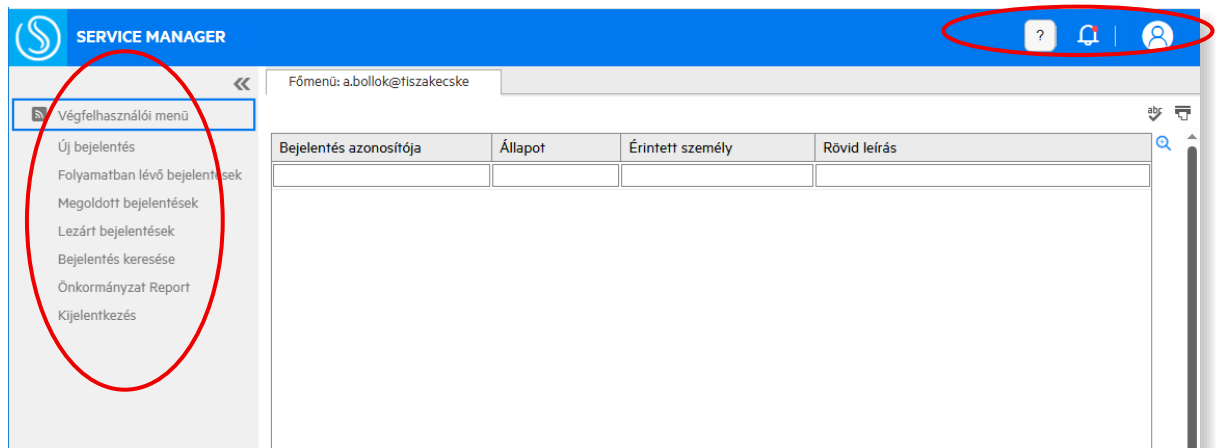 SERVICE MANAGER
?
Főmenü: a.bollok@tiszakecske
Végfelhasználói menü
abc
Új bejelentés
Folyamatban lévő bejelentések
Megoldott bejelentések
Lezárt bejelentések
Bejelentés keresése
Önkormányzat Report
Kijelentkezés
Bejelentés azonosítója Állapot Érintett személy Rövid leírás